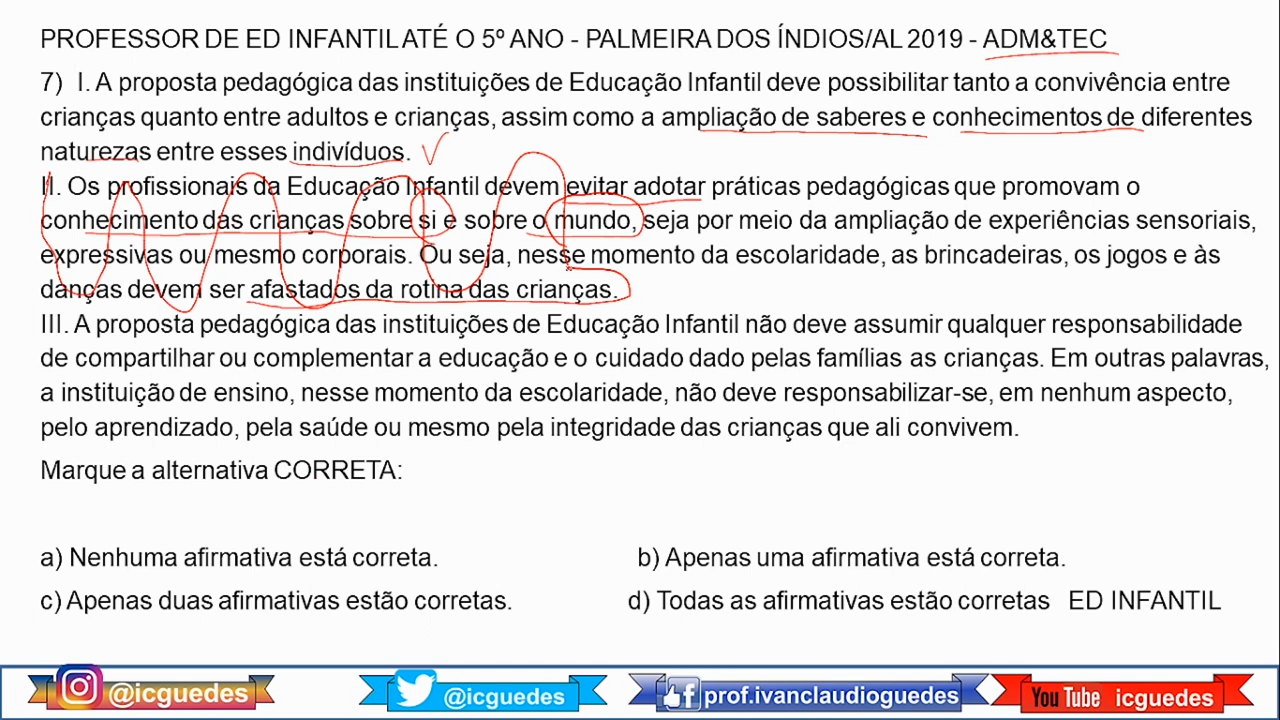 PROFESSOR DE ED INFANTIL ATÉ O 5º ANO - PALMEIRA DOS ÍNDIOS/AL 2019 - ADM&TEC
7) I. A proposta pedagógica das instituições de Educação Infantil deve possibilitar tanto a convivência entre
crianças quanto entre adultos e crianças, assim como a ampliação de saberes e conhecimentos de diferentes
naturezas entre esses indivíduos.
II. Os profissionais da Educação Infantil devem evitar adotar práticas pedagógicas que promovam o
conhecimento das crianças sobre si e sobre o mundo, seja por meio da ampliação de experiências sensoriais,
expressivas ou mesmo corporais. Ou seja, nesse momento da escolaridade, as brincadeiras, os jogos e às
danças devem ser afastados da rotina das crianças.
III. A proposta pedagógica das instituições de Educação Infantil não deve assumir qualquer responsabilidade
de compartilhar ou complementar a educação e o cuidado dado pelas famílias as crianças. Em outras palavras,
a instituição de ensino, nesse momento da escolaridade, não deve responsabilizar-se, em nenhum aspecto,
pelo aprendizado, pela saúde ou mesmo pela integridade das crianças que ali convivem.
Marque a alternativa CORRETA:
a) Nenhuma afirmativa está correta. b) Apenas uma afirmativa está correta.
c) Apenas duas afirmativas estão corretas. d) Todas as afirmativas estão corretas ED INFANTIL
@icguedes @icguedes prof.ivanclaudioguedes You Tube icguedes